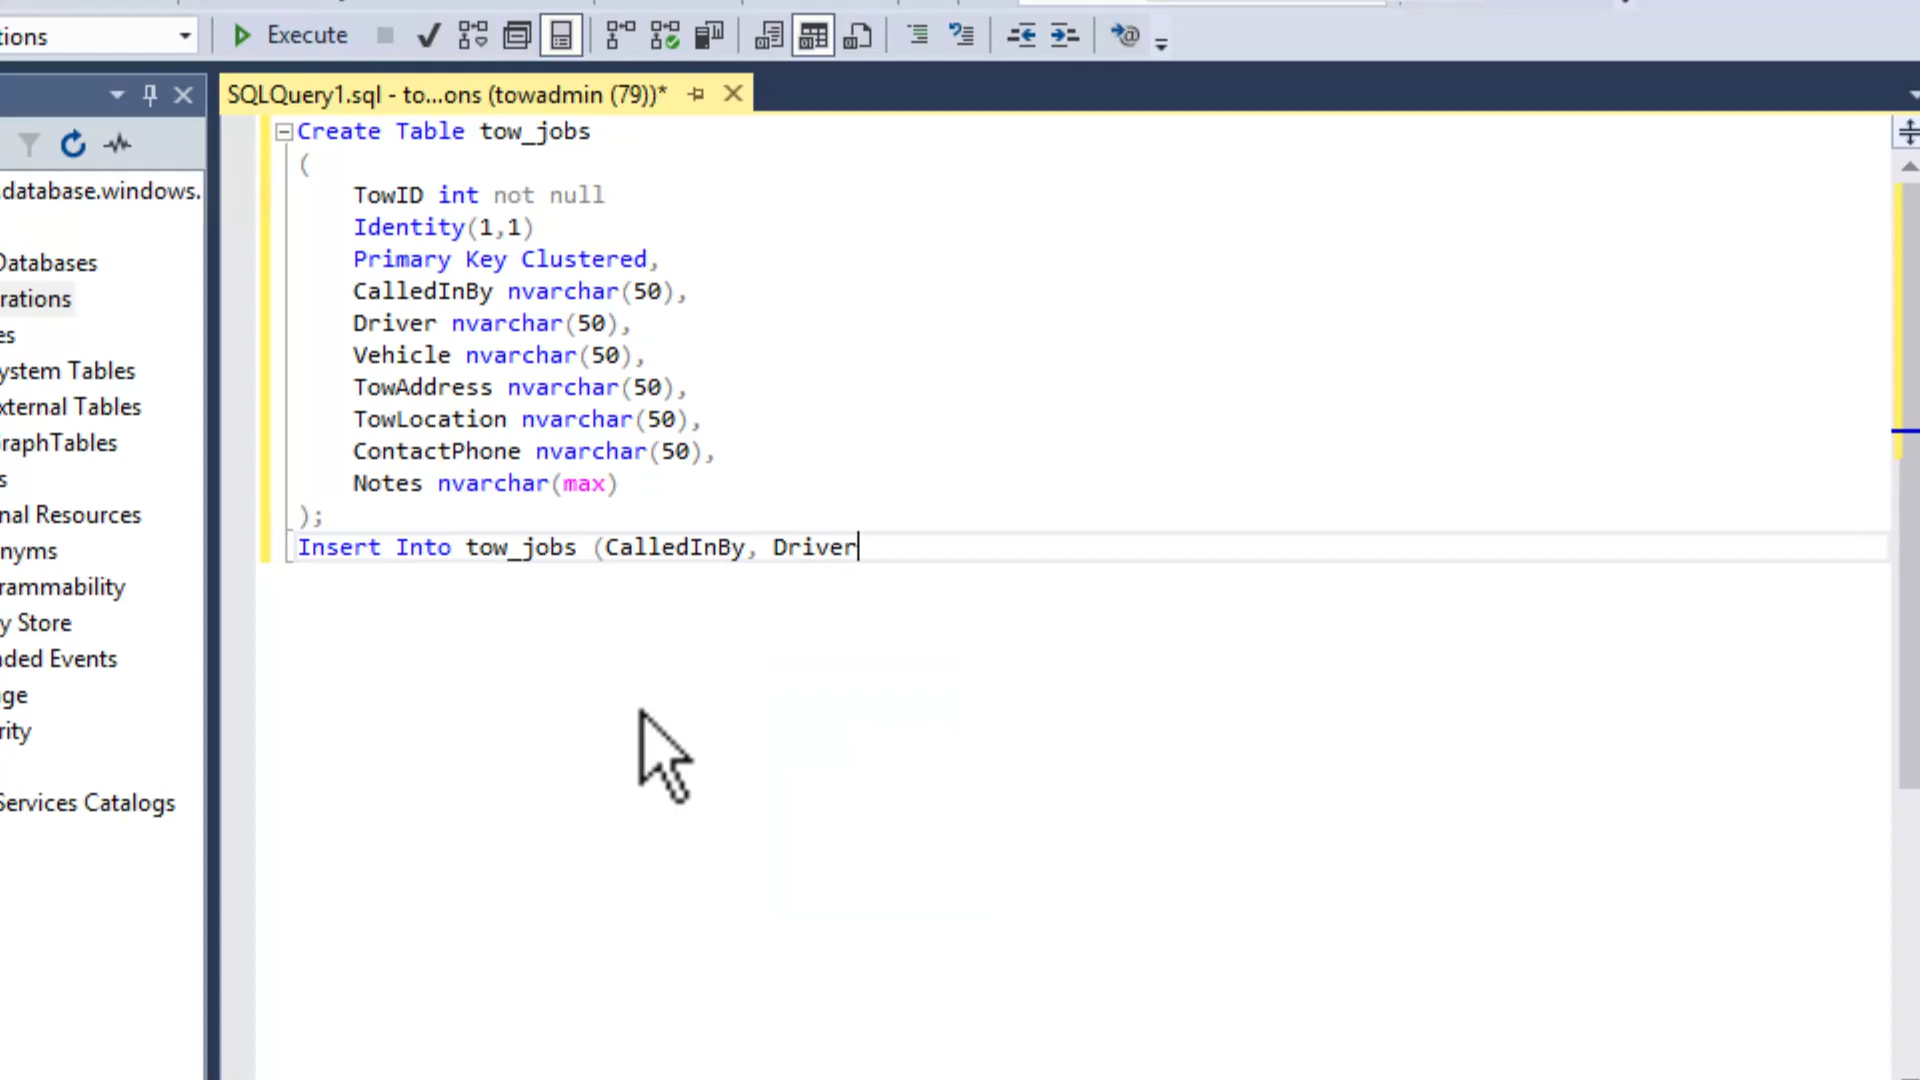 tions
Execute
SQLQuery1.sql - to...ons (towadmin (79))*
.database.windows.
Databases
rations
es
ystem Tables
xternal Tables
GraphTables
s
nal Resources
nyms
rammability
y Store
nded Events
ge
rity
Services Catalogs
Create Table tow_jobs
(
TowID int not null
Identity(1,1)
Primary Key Clustered,
CalledInBy nvarchar(50),
Driver nvarchar(50),
Vehicle nvarchar(50),
TowAddress nvarchar(50),
TowLocation nvarchar(50),
ContactPhone nvarchar(50),
Notes nvarchar(max)
);
Insert Into tow_jobs (CalledInBy, Driver